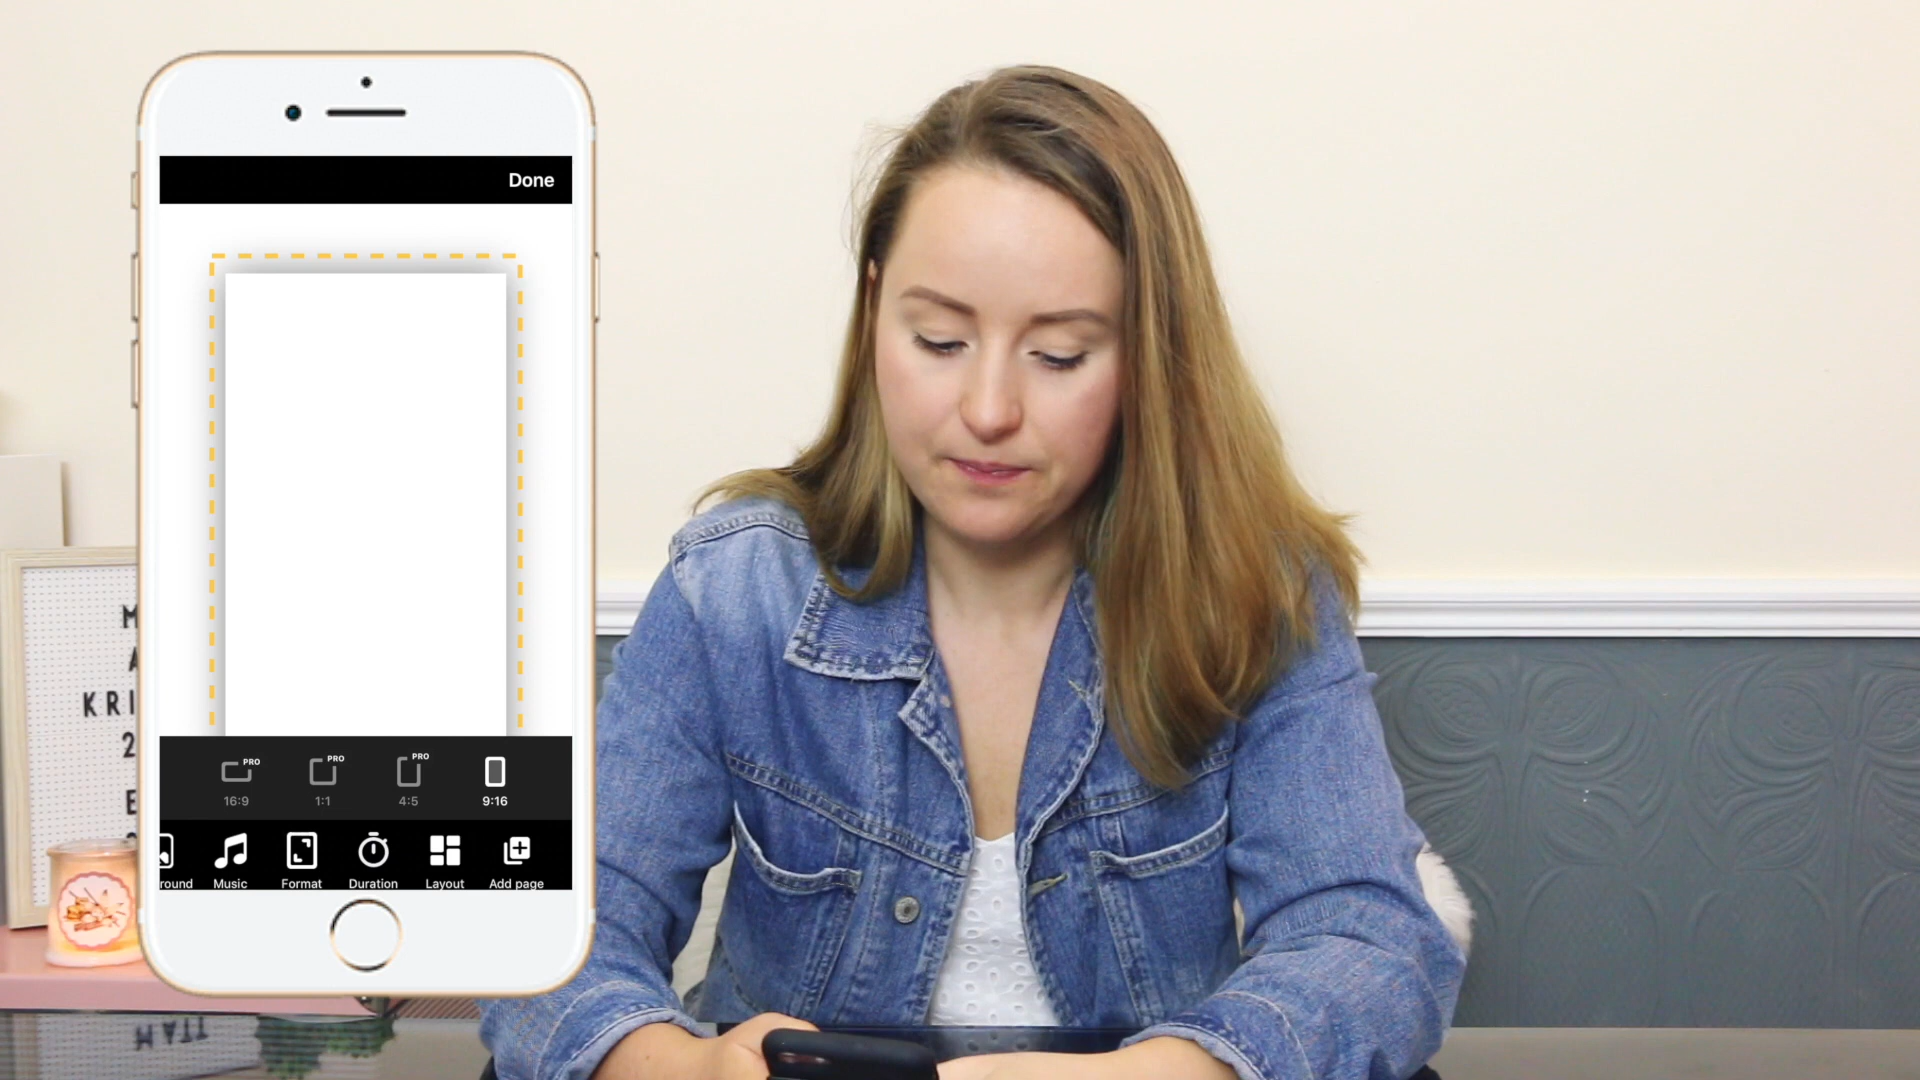 Done
PRO PRO PRO
16:9 1:1 4:5 9:16
round Music Format Duration Layout Add page
M
A
KRI
2
E